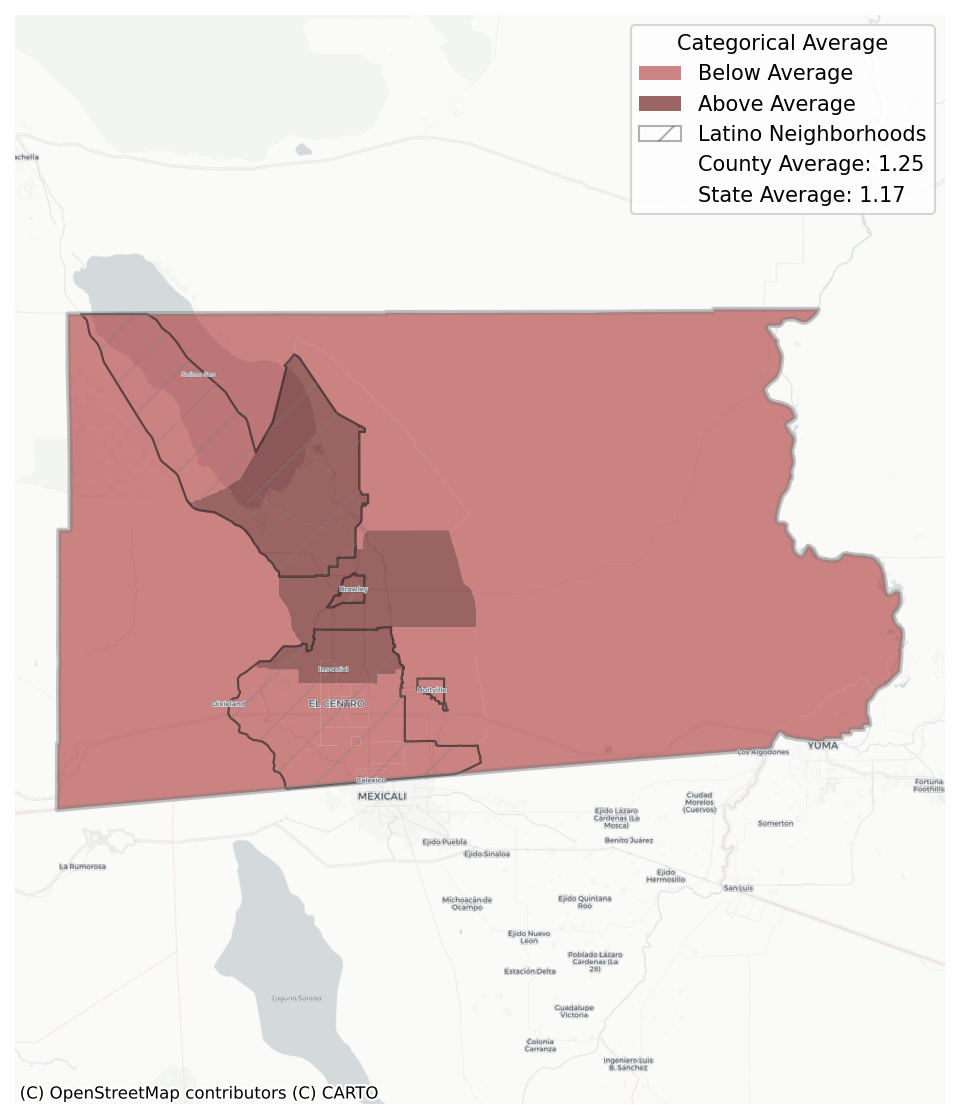 Categorical Average
Below Average
Above Average
Latino Neighborhoods
County Average: 1.25
State Average: 1.17
achella
Salton Sea
Brawley
Imperial
Holtville
Dixieland
EL CENTRO
Calexico
MEXICALI
Los Algodones
YUMA
Fortuna
Foothills
Ciudad
Morelos
(Cuervos)
Ejido Lázaro
Cárdenas (La
Mosca)
Somerton
Benito Juárez
Ejido Puebla
Ejido Sinaloa
La Rumorosa
Ejido
Hermosillo
San Luis
Michoacán de
Ocampo
Ejido Quintana
Roo
Ejido Nuevo
León
Poblado Lázaro
Cárdenas (La
28)
Estación Delta
Laguna Salada
Guadalupe
Victoria
Colonia
Carranza
Ingeniero Luis
B. Sánchez
(C) OpenStreetMap contributors (C) CARTO